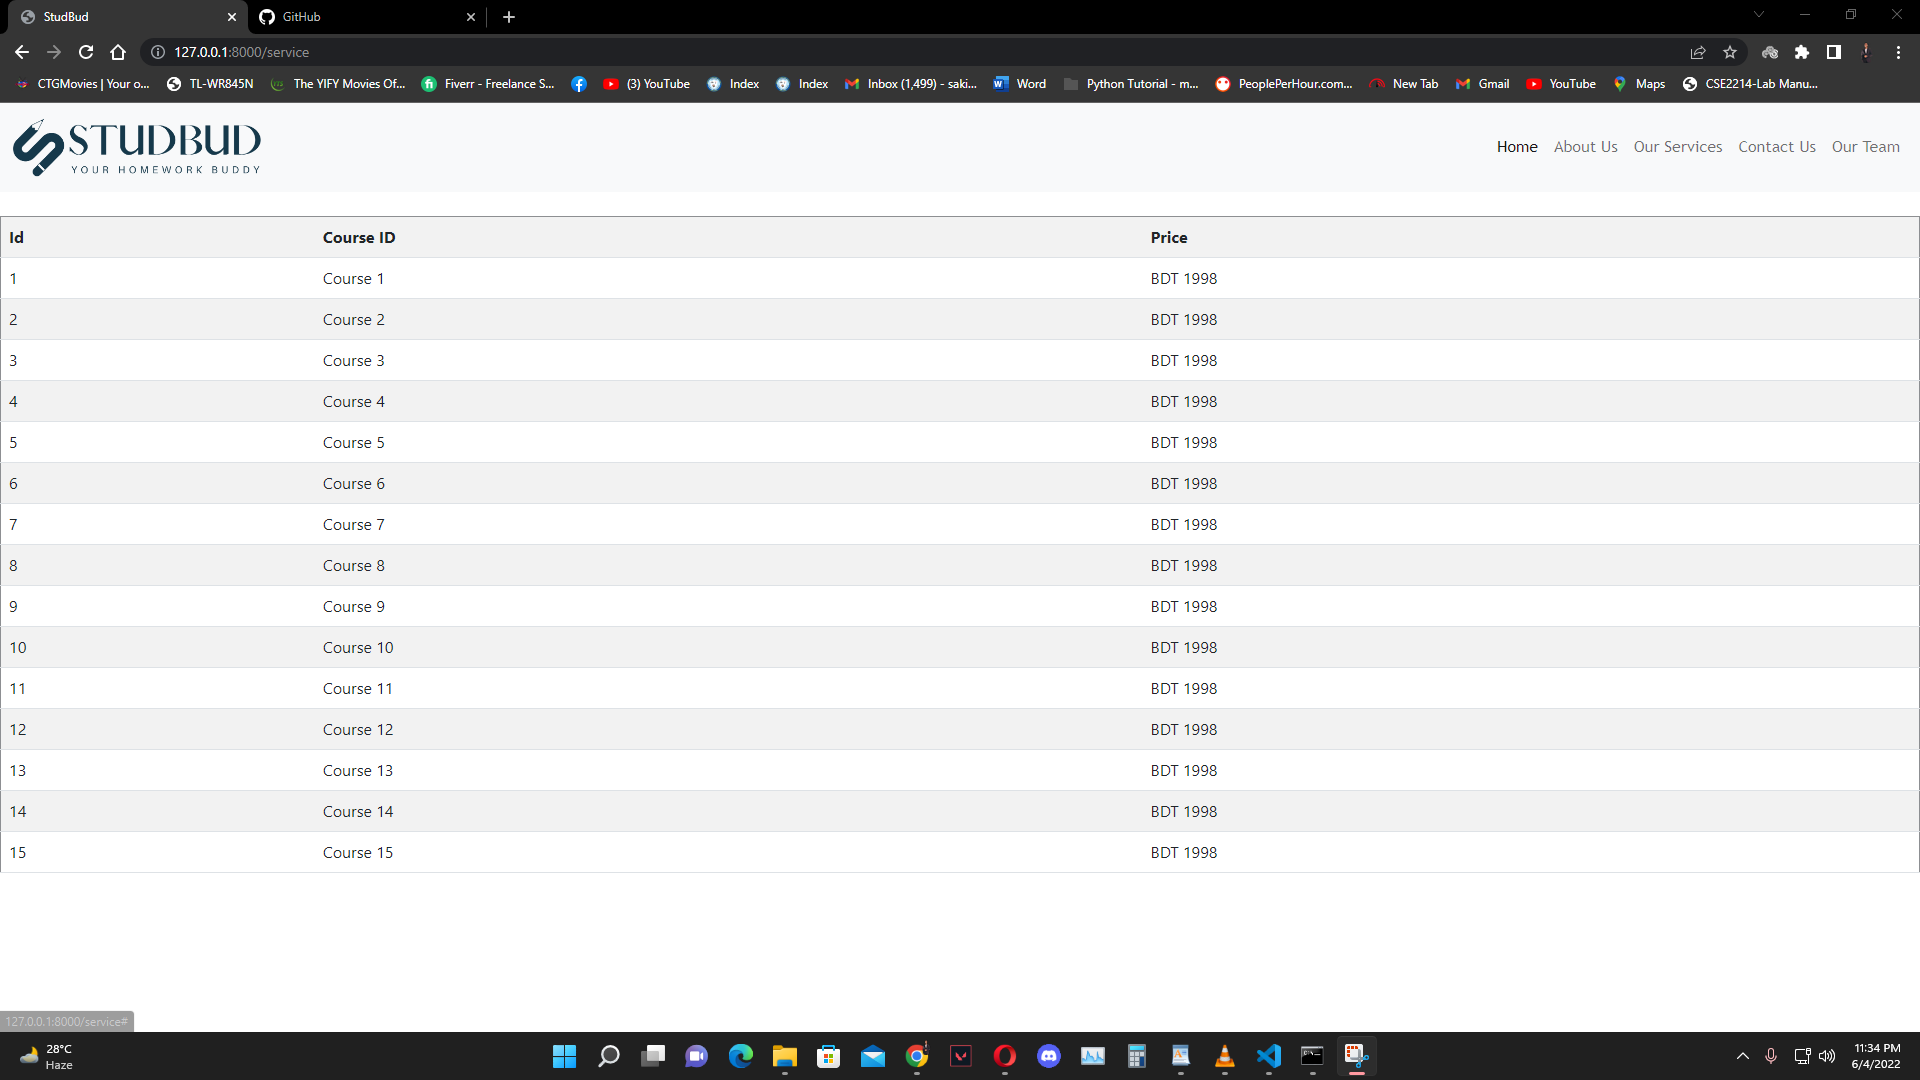 StudBud
GitHub
127.0.0.1:8000/service
CTGMovies | Your o... TL-WR845N The YIFY Movies Of... Fiverr - Freelance S... (3) YouTube Index Index Inbox (1,499) - saki... Word Python Tutorial - m... PeoplePerHour.com... New Tab Gmail YouTube Maps CSE2214-Lab Manu...
STUDBUD
YOUR HOMEWORK BUDDY
Home About Us Our Services Contact Us Our Team
Id Course ID Price
1 Course 1 BDT 1998
2 Course 2 BDT 1998
3 Course 3 BDT 1998
4 Course 4 BDT 1998
5 Course 5 BDT 1998
6 Course 6 BDT 1998
7 Course 7 BDT 1998
8 Course 8 BDT 1998
9 Course 9 BDT 1998
10 Course 10 BDT 1998
11 Course 11 BDT 1998
12 Course 12 BDT 1998
13 Course 13 BDT 1998
14 Course 14 BDT 1998
15 Course 15 BDT 1998
127.0.0.1:8000/service#
28°C
Haze
11:34 PM
6/4/2022